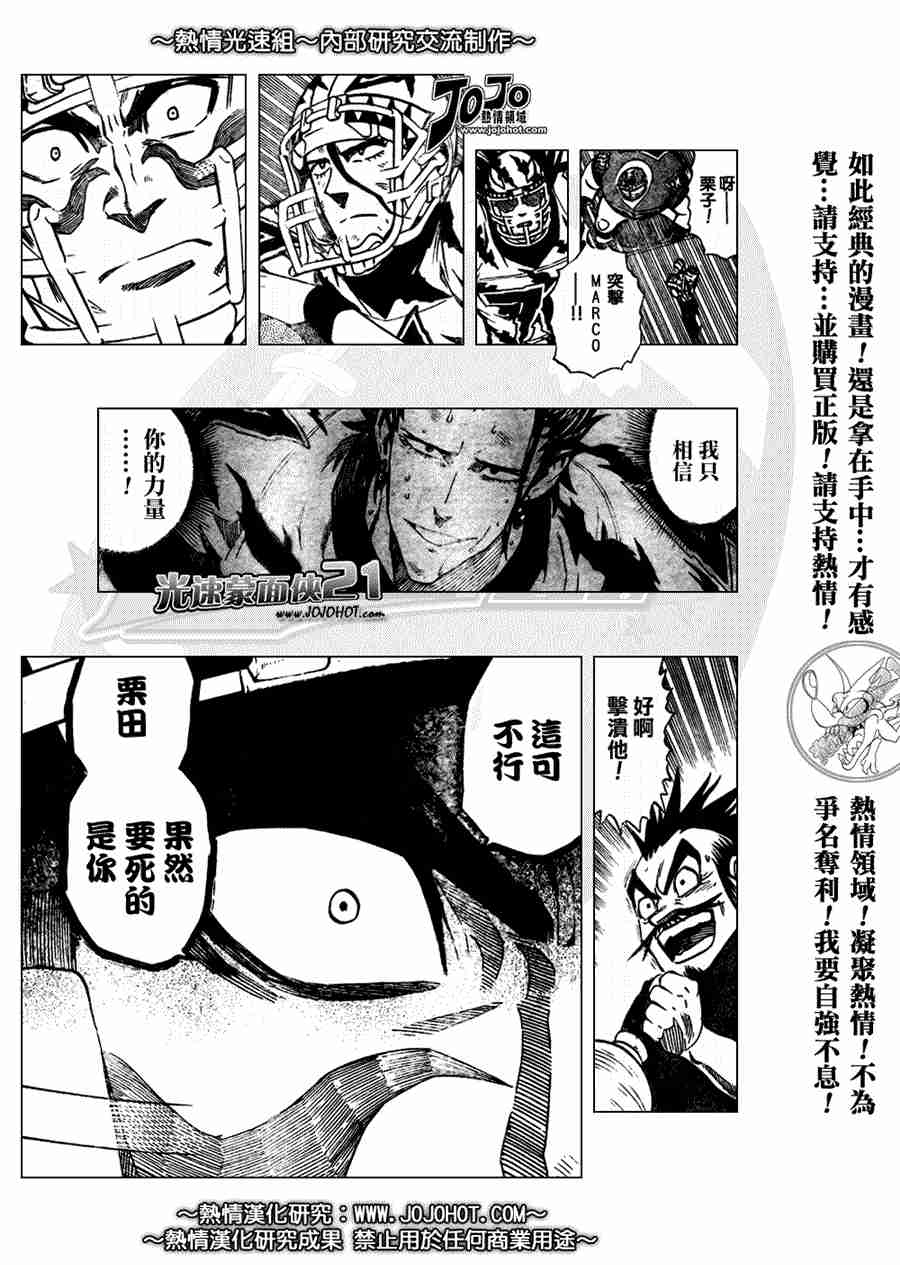 ～熱情光速組～內部研究交流制作～
JoJo
熱情領域
www.jojohot.com
呀——
栗子！
突擊
MARCO
——!!
我只
相信
你的力量
……！
光速蒙面俠21
www.JOJOHOT.com
好啊
擊潰他！
這可
不行
栗田
果然
要死的
是你
如此經典的漫畫！還是拿在手中…才有感
覺…請支持…並購買正版！請支持熱情！
熱情領域！凝聚熱情！不為
爭名奪利！我要自強不息！
～熱情漢化研究：WWW.JOJOHOT.COM～
～熱情漢化研究成果 禁止用於任何商業用途～